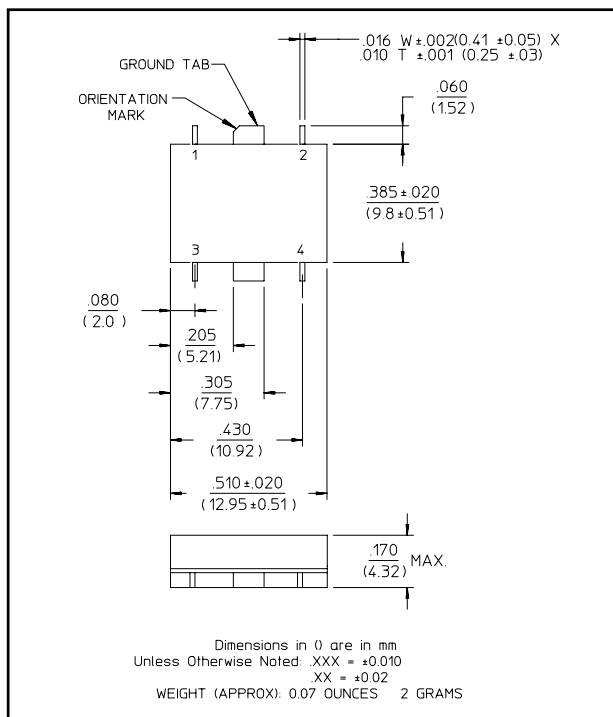 .016 W ±.002(0.41 ±0.05) X
.010 T ±.001 (0.25 ±.03)
GROUND TAB
ORIENTATION
MARK
.060
(1.52)
1
2
.385±.020
(9.8 ±0.51)
3
4
.080
( 2.0 )
.205
( 5.21)
.305
(7.75)
.430
(10.92)
.510±.020
(12.95 ±0.51)
.170
(4.32)
MAX.
Dimensions in () are in mm
Unless Otherwise Noted: .XXX = ±0.010
.XX = ±0.02
WEIGHT (APPROX): 0.07 OUNCES 2 GRAMS